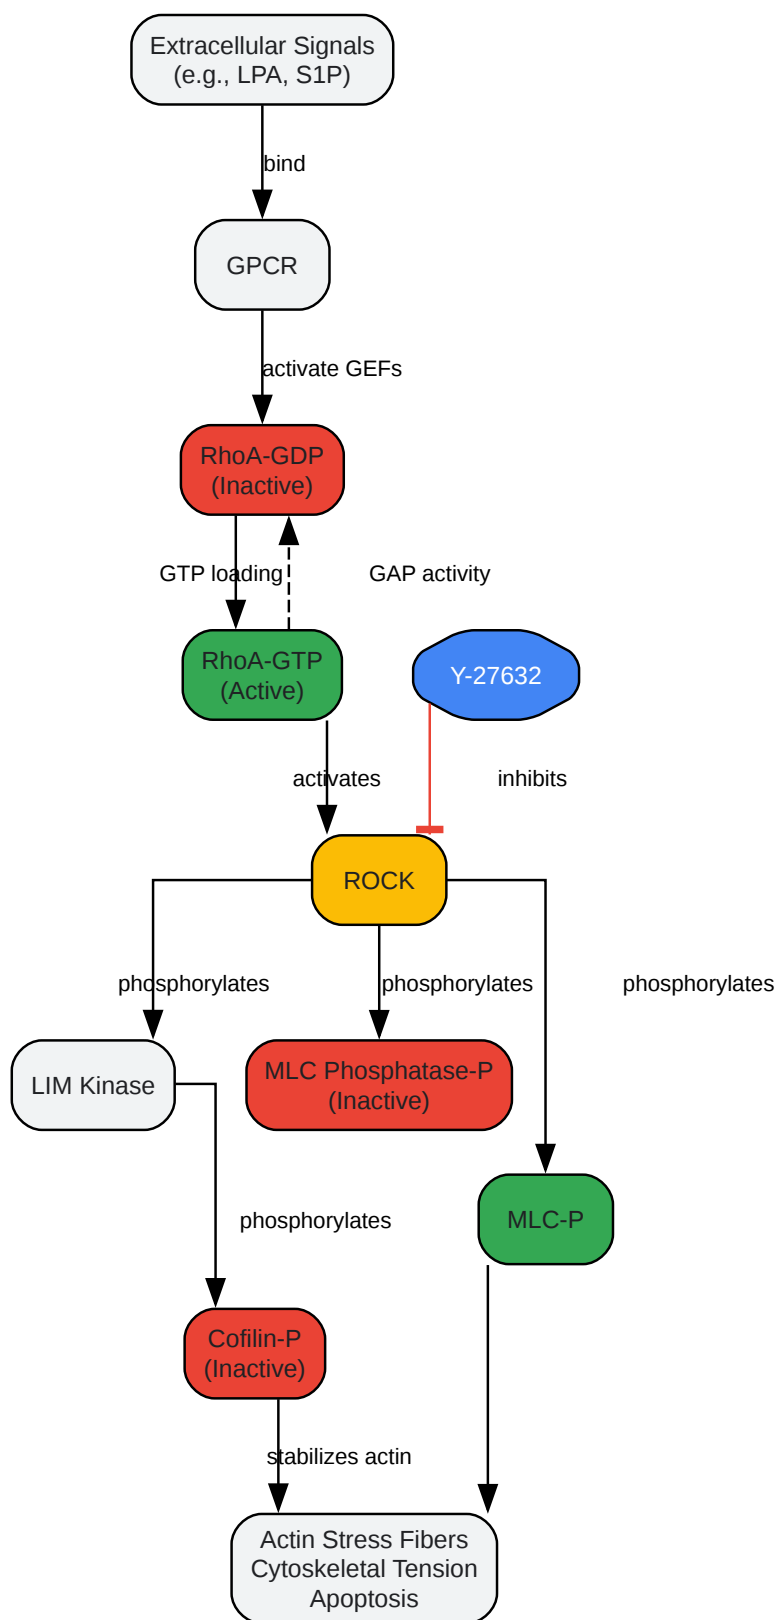 Extracellular Signals
(e.g., LPA, S1P)
bind
GPCR
activate GEFs
RhoA-GDP
(Inactive)
GTP loading
GAP activity
RhoA-GTP
(Active)
Y-27632
activates
inhibits
ROCK
phosphorylates
phosphorylates
phosphorylates
LIM Kinase
MLC Phosphatase-P
(Inactive)
MLC-P
phosphorylates
Cofilin-P
(Inactive)
stabilizes actin
Actin Stress Fibers
Cytoskeletal Tension
Apoptosis